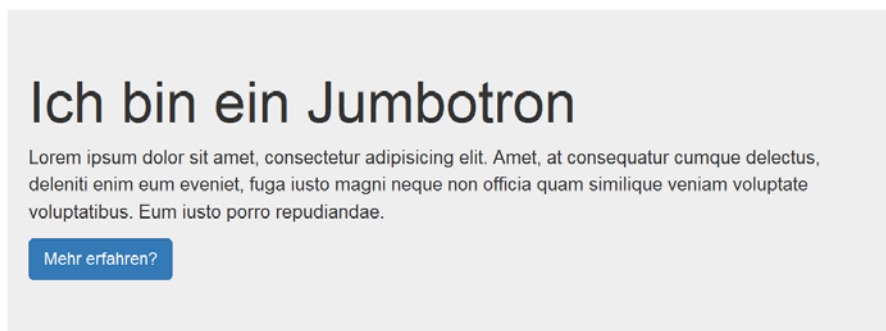 Ich bin ein Jumbotron
Lorem ipsum dolor sit amet, consectetur adipisicing elit. Amet, at consequatur cumque delectus,
deleniti enim eum eveniet, fuga iusto magni neque non officia quam similique veniam voluptate
voluptatibus. Eum iusto porro repudiandae.
Mehr erfahren?